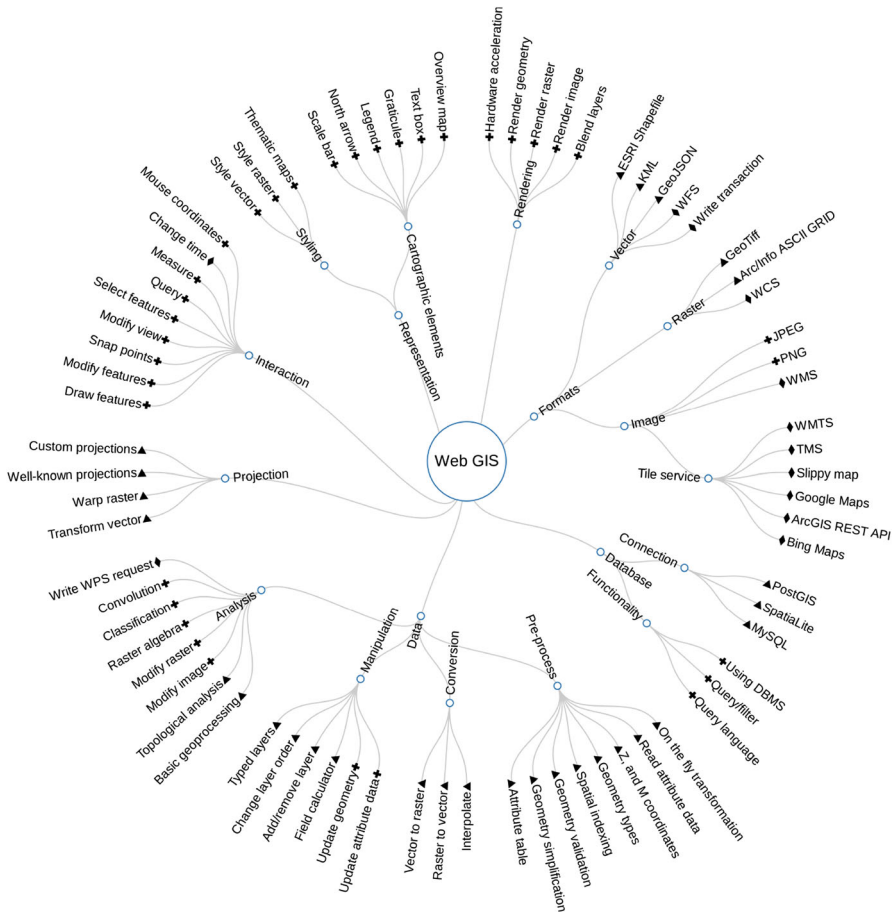 Web GIS
Representation
Cartographic elements
Scale bar
North arrow
Legend
Graticule
Text box
Overview map
Styling
Thematic maps
Style raster
Style vector
Rendering
Hardware acceleration
Render geometry
Render raster
Render image
Blend layers
Formats
Vector
ESRI Shapefile
KML
GeoJSON
WFS
Write transaction
Raster
GeoTiff
Arc/Info ASCII GRID
WCS
Image
JPEG
PNG
WMS
Tile service
WMTS
TMS
Slippy map
Google Maps
ArcGIS REST API
Bing Maps
Database
Connection
PostGIS
SpatiaLite
MySQL
Functionality
Using DBMS
Query/filter
Query language
Data
Pre-process
On the fly transformation
Read attribute data
Z, and M coordinates
Geometry types
Spatial indexing
Geometry validation
Geometry simplification
Attribute table
Conversion
Interpolate
Raster to vector
Vector to raster
Manipulation
Update attribute data
Update geometry
Field calculator
Add/remove layer
Change layer order
Typed layers
Analysis
Basic geoprocessing
Topological analysis
Modify image
Modify raster
Raster algebra
Classification
Convolution
Write WPS request
Projection
Transform vector
Warp raster
Well-known projections
Custom projections
Interaction
Draw features
Modify features
Snap points
Modify view
Select features
Query
Measure
Change time
Mouse coordinates